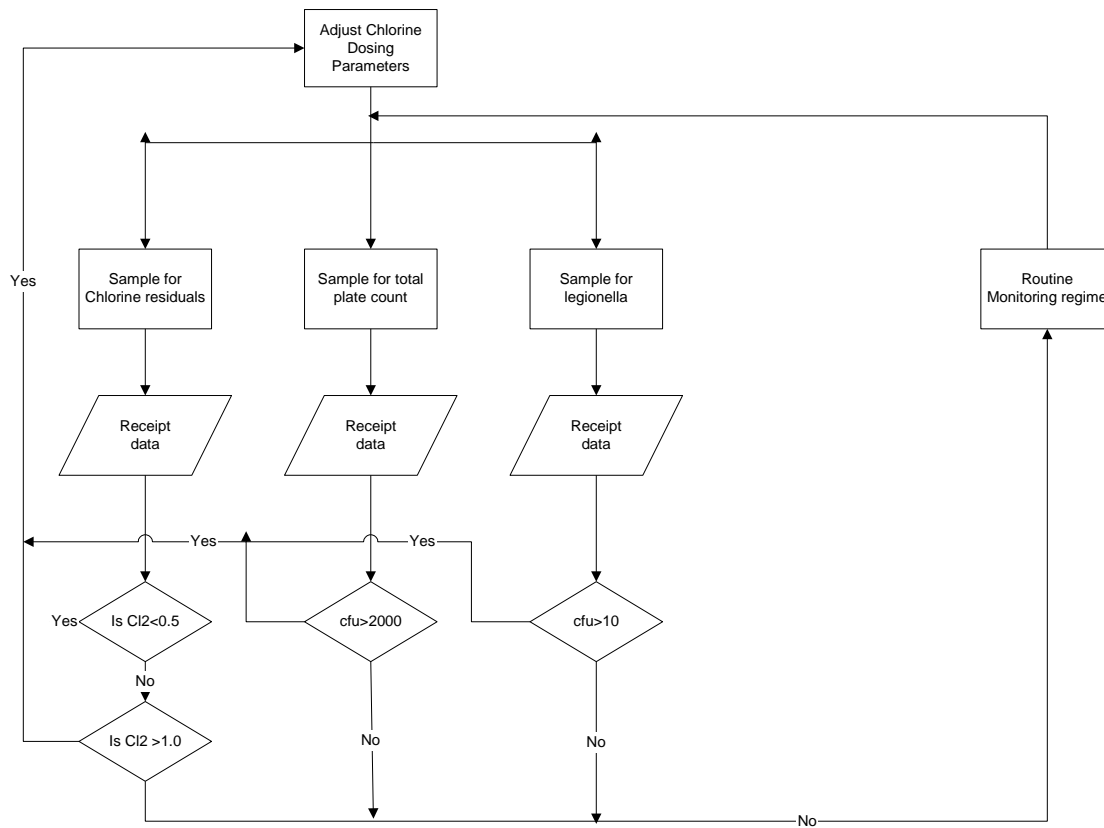 Adjust Chlorine
Dosing
Parameters
Yes
Sample for
Chlorine residuals
Sample for total
plate count
Sample for
legionella
Routine
Monitoring regime
Receipt
data
Receipt
data
Receipt
data
Yes
Yes
Yes
Is Cl2<0.5
cfu>2000
cfu>10
No
Is Cl2 >1.0
No
No
No